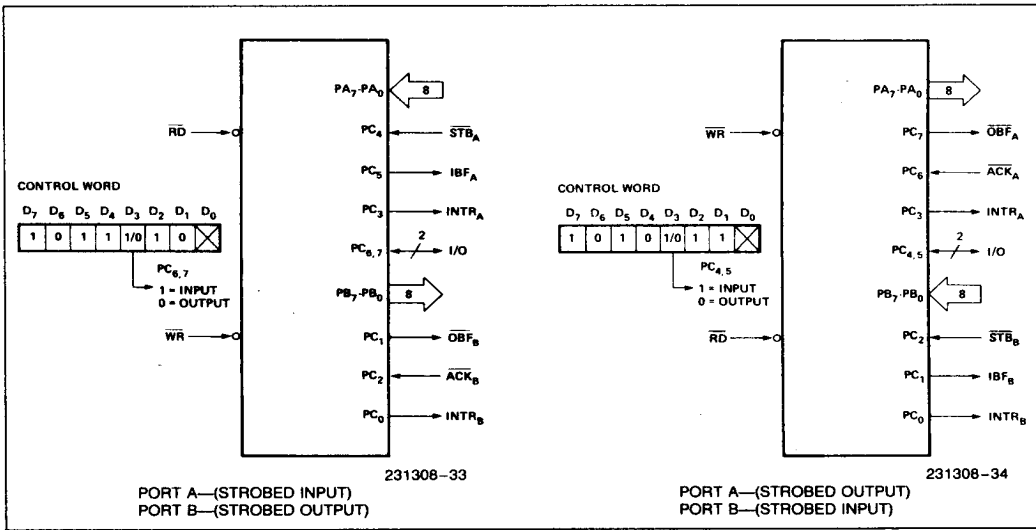 PA7-PA0
8
RD
PC4
STBA
PC5
IBFA
CONTROL WORD
D7 D6 D5 D4 D3 D2 D1 D0
1 0 1 1 1/0 1 0
PC3
INTRA
PC6,7
2
I/O
PC6,7
1 = INPUT
0 = OUTPUT
PB7-PB0
8
WR
PC1
OBFB
PC2
ACKB
PC0
INTRB
231308-33
PORT A—(STROBED INPUT)
PORT B—(STROBED OUTPUT)
PA7-PA0
8
WR
PC7
OBFA
PC6
ACKA
CONTROL WORD
D7 D6 D5 D4 D3 D2 D1 D0
1 0 1 0 1/0 1 1
PC3
INTRA
PC4,5
2
I/O
PC4,5
1 = INPUT
0 = OUTPUT
PB7-PB0
8
RD
PC2
STBB
PC1
IBFB
PC0
INTRB
231308-34
PORT A—(STROBED OUTPUT)
PORT B—(STROBED INPUT)